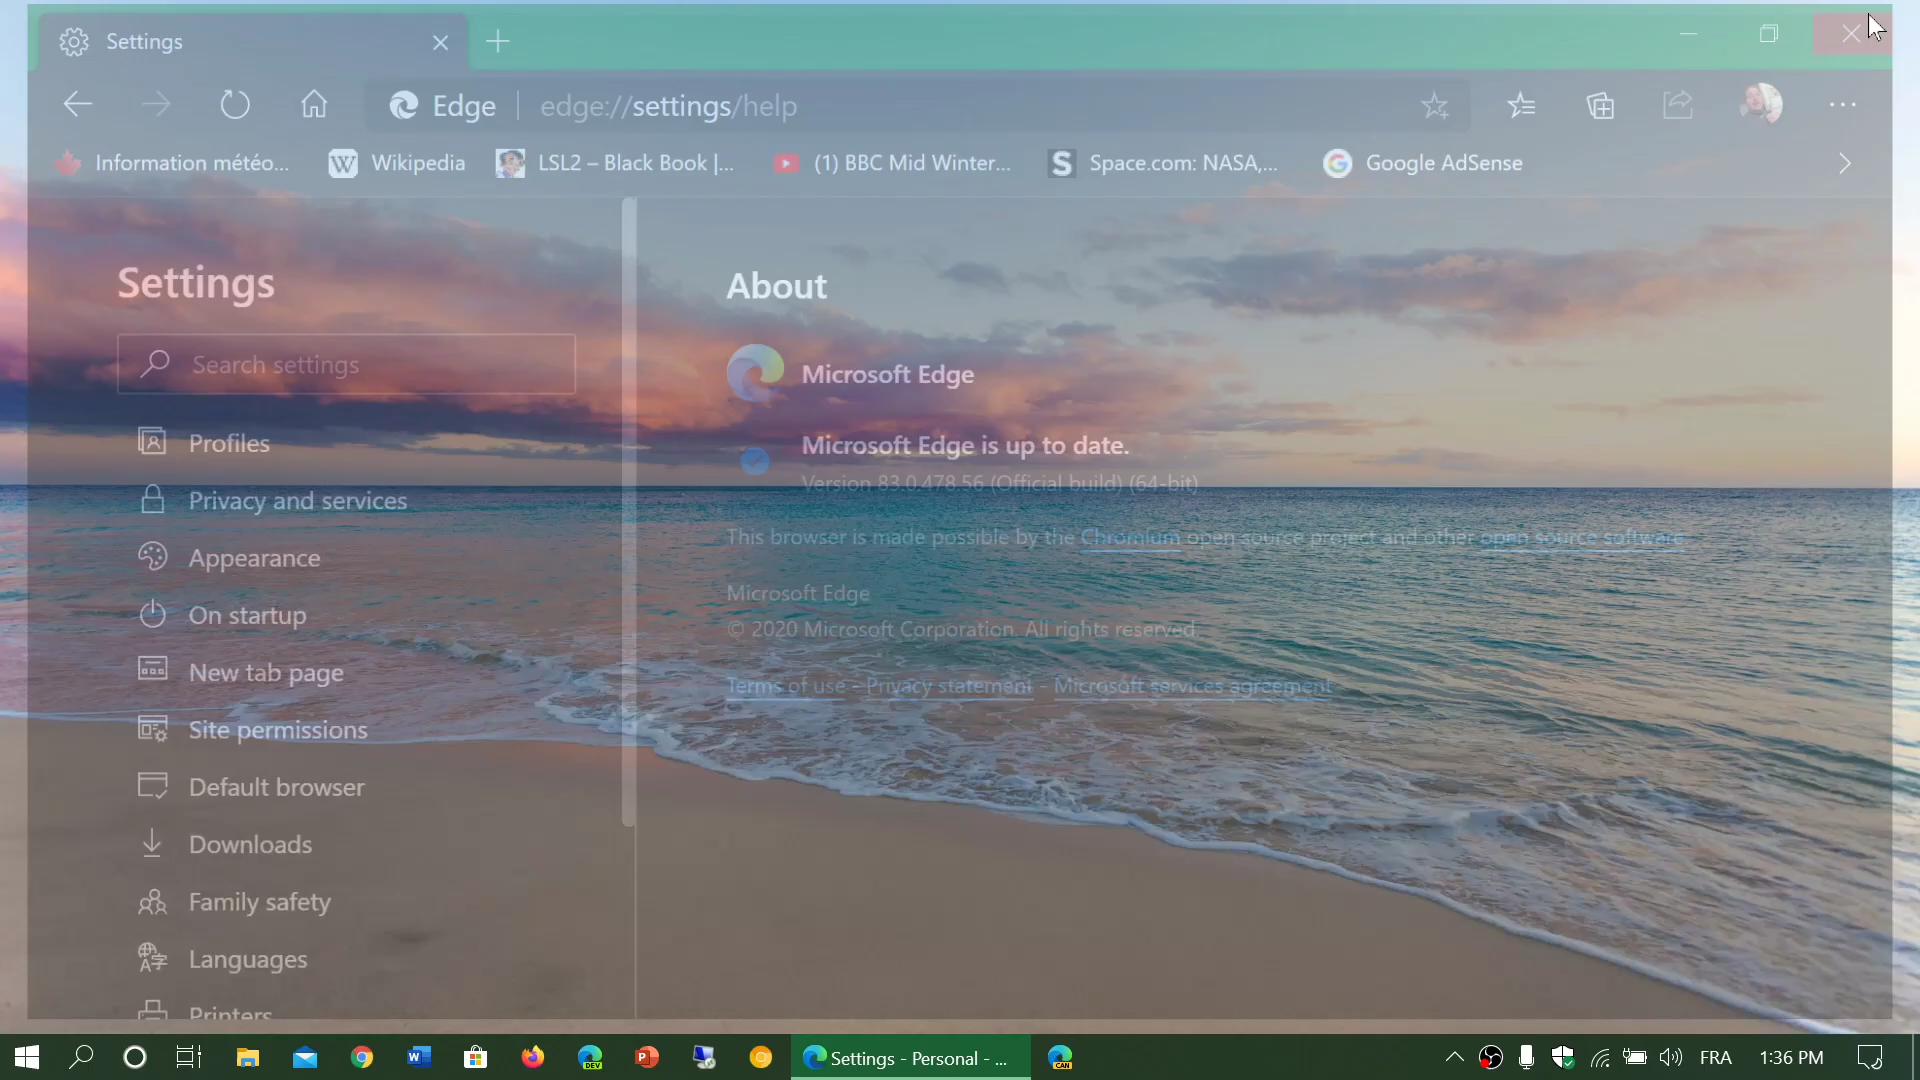 Settings
Edge edge://settings/help
Information météo...
Wikipedia
LSL2 – Black Book |...
(1) BBC Mid Winter...
S
Space.com: NASA,...
Google AdSense
Settings
Search settings
Profiles
Privacy and services
Appearance
On startup
New tab page
Site permissions
Default browser
Downloads
Family safety
Languages
Printers
About
Microsoft Edge
Microsoft Edge is up to date.
Version 83.0.478.56 (Official build) (64-bit)
This browser is made possible by the Chromium open source project and other open source software
Microsoft Edge
© 2020 Microsoft Corporation. All rights reserved.
Terms of use - Privacy statement - Microsoft services agreement
DEV
Settings - Personal - ...
CAN
FRA
1:36 PM